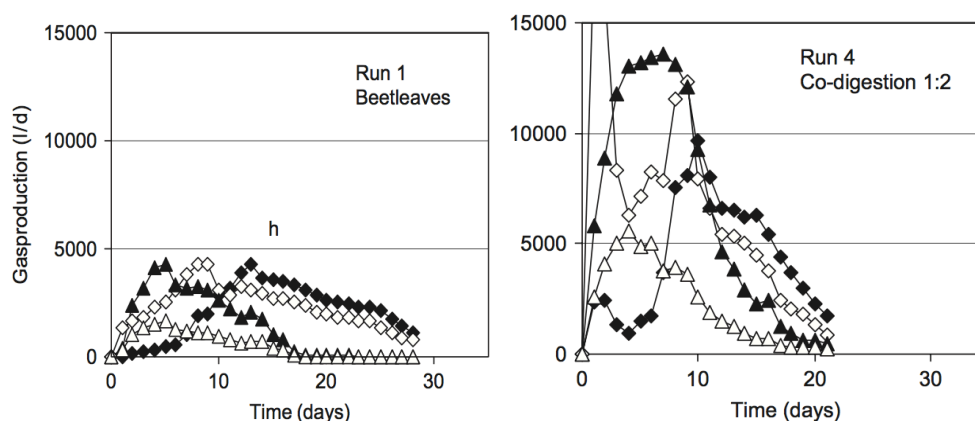 15000
10000
5000
0
Gasproduction (l/d)
Run 1
Beetleaves
h
0
10
20
30
Time (days)
15000
10000
5000
0
Run 4
Co-digestion 1:2
0
10
20
30
Time (days)